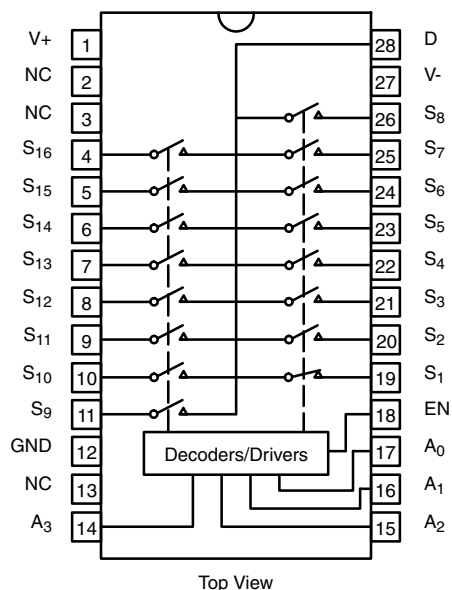 V+ 1 28 D
NC 2 27 V-
NC 3 26 S8
S16 4 25 S7
S15 5 24 S6
S14 6 23 S5
S13 7 22 S4
S12 8 21 S3
S11 9 20 S2
S10 10 19 S1
S9 11 18 EN
GND 12 Decoders/Drivers 17 A0
NC 13 16 A1
A3 14 15 A2
Top View